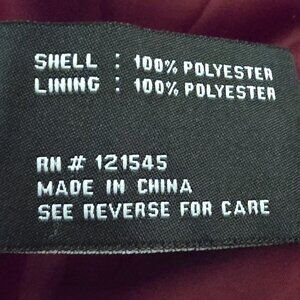 SHELL : 100% POLYESTER
LINING : 100% POLYESTER
RN # 121545
MADE IN CHINA
SEE REVERSE FOR CARE